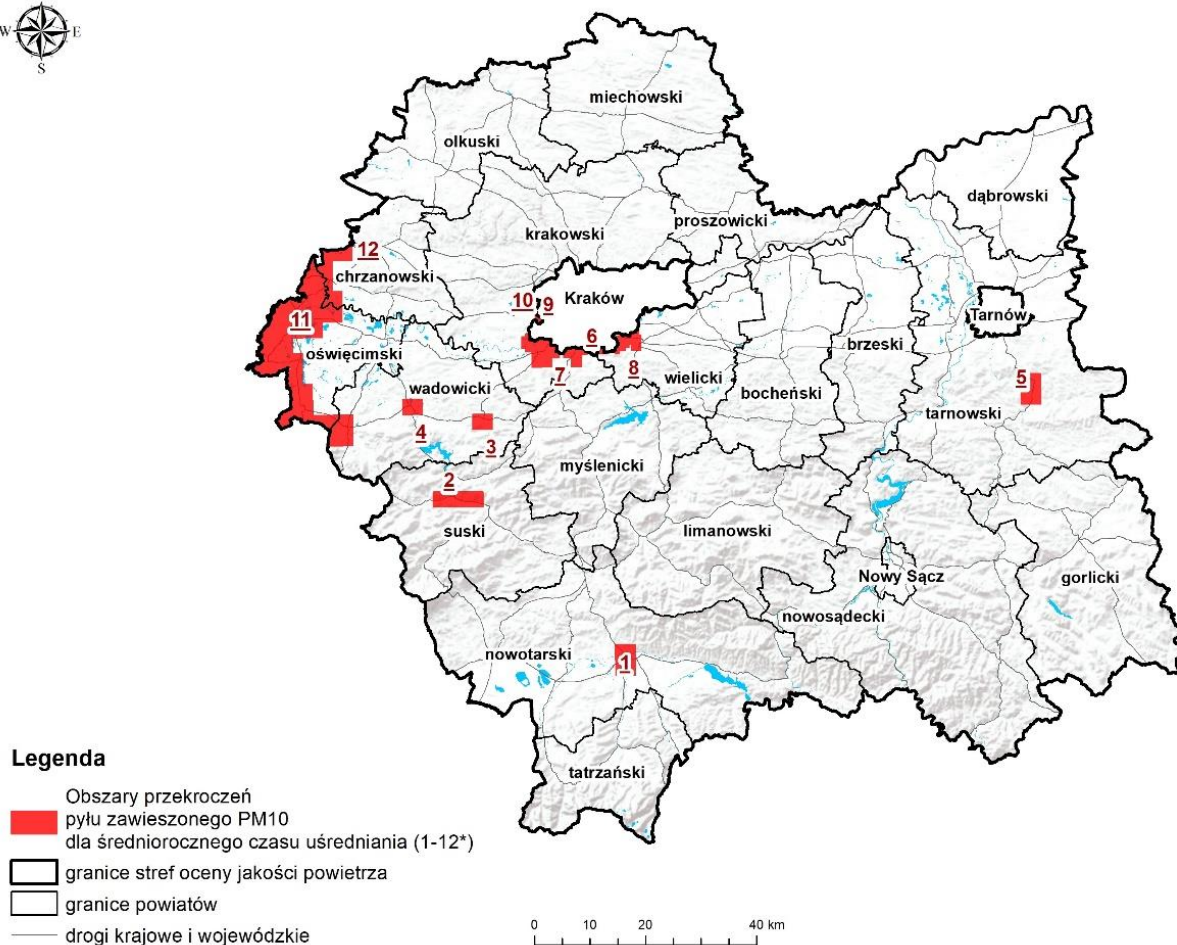 W E
S
miechowski
olkuski
dąbrowski
proszowicki
krakowski
12
chrzanowski
10
9
Kraków
Tarnów
11
6
brzeski
oświęcimski
7
8
wielicki
5
wadowicki
bocheński
tarnowski
4
3
myślenicki
2
suski
limanowski
Nowy Sącz
gorlicki
nowosądecki
nowotarski
1
tatrzański
Legenda
Obszary przekroczeń
pyłu zawieszonego PM10
dla średniorocznego czasu uśredniania (1-12*)
granice stref oceny jakości powietrza
granice powiatów
drogi krajowe i wojewódzkie
0 10 20 40 km